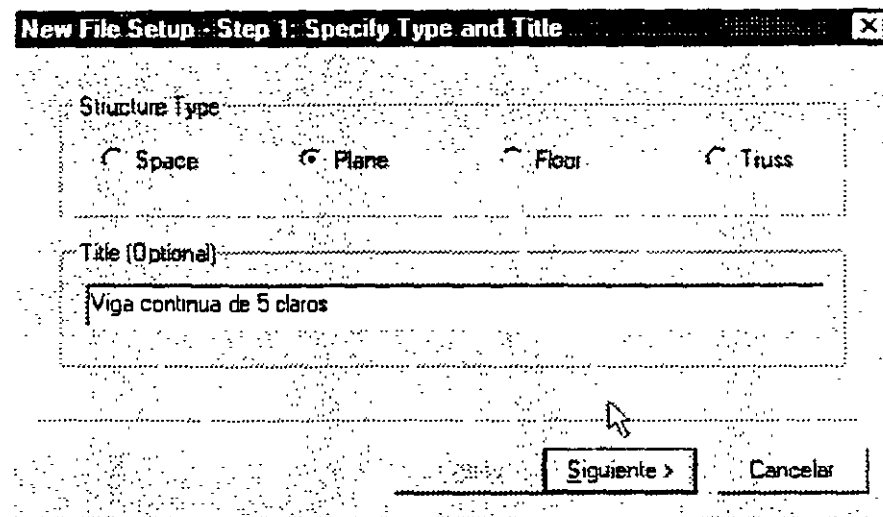 New File Setup - Step 1: Specify Type and Title
Structure Type
Space Plane Floor Truss
Title (Optional)
Viga continua de 5 claros
Siguiente > Cancelar